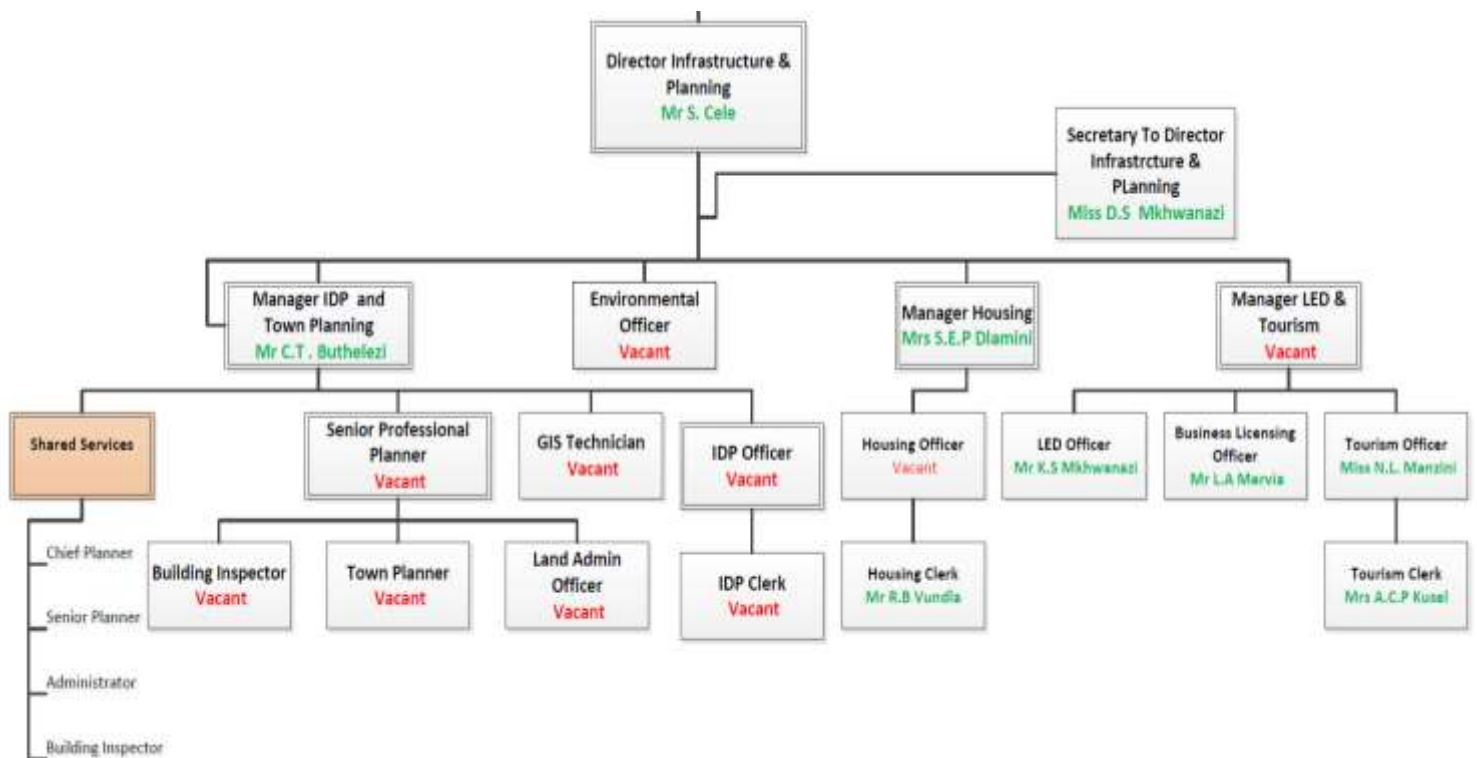 Director Infrastructure &
Planning
Mr S. Cele
Secretary To Director
Infrastrcture &
PLanning
Miss D.S Mkhwanazi
Manager IDP and
Town Planning
Mr C.T . Buthelezi
Environmental
Officer
Vacant
Manager Housing
Mrs S.E.P Dlamini
Manager LED &
Tourism
Vacant
Shared Services
Senior Professional
Planner
Vacant
GIS Technician
Vacant
IDP Officer
Vacant
Housing Officer
Vacant
LED Officer
Mr K.S Mkhwanazi
Business Licensing
Officer
Mr L.A Mervia
Tourism Officer
Miss N.L. Manzini
Chief Planner
Senior Planner
Administrator
Building Inspector
Building Inspector
Vacant
Town Planner
Vacant
Land Admin
Officer
Vacant
IDP Clerk
Vacant
Housing Clerk
Mr R.B Vundla
Tourism Clerk
Mrs A.C.P Kusel